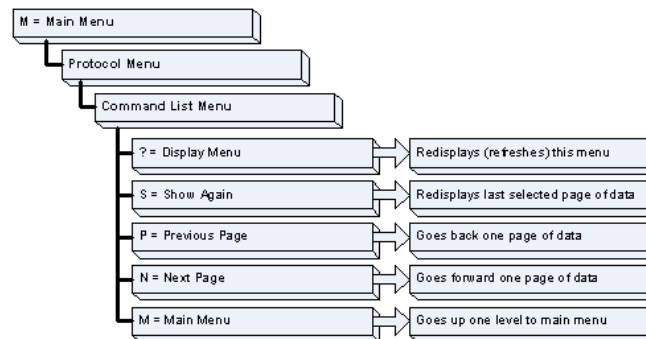 M = Main Menu
Protocol Menu
Command List Menu
? = Display Menu
Redisplays (refreshes) this menu
S = Show Again
Redisplays last selected page of data
P = Previous Page
Goes back one page of data
N = Next Page
Goes forward one page of data
M = Main Menu
Goes up one level to main menu